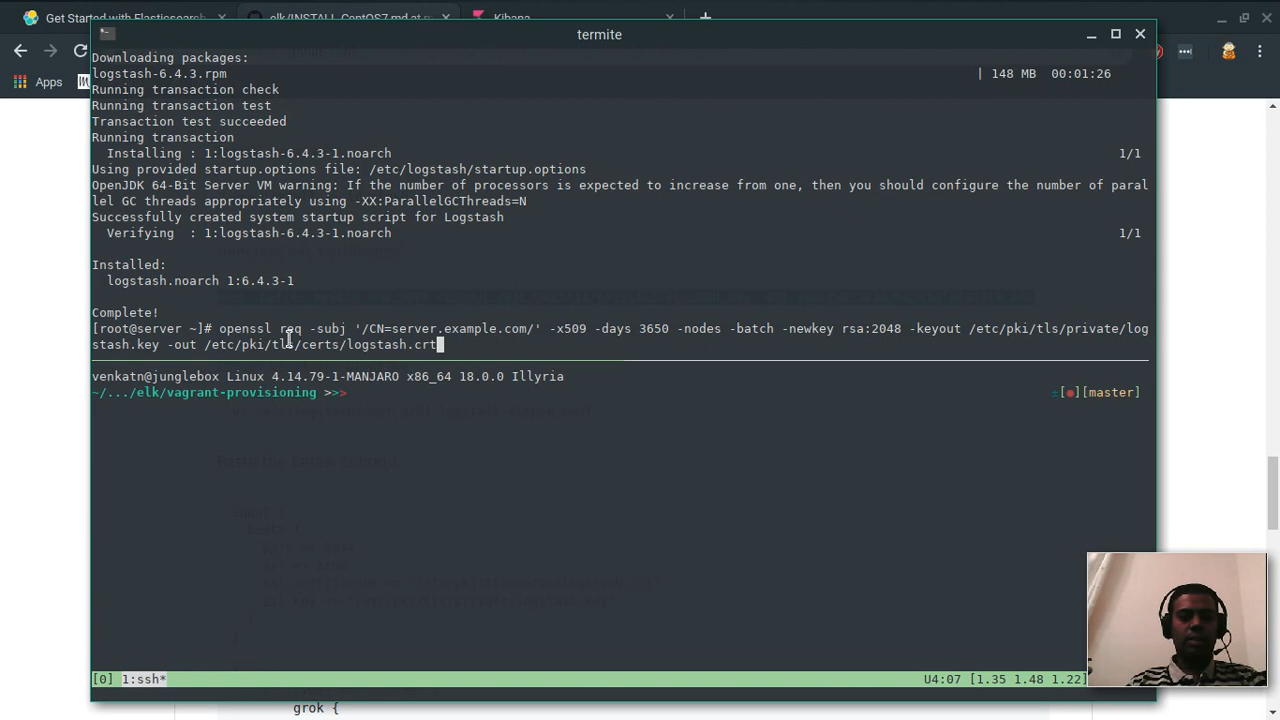 Get Started with Elasticsearch
elk/INSTALL_CentOS7.md at m
Kibana
termite
Apps
Downloading packages:
logstash-6.4.3.rpm | 148 MB 00:01:26
Running transaction check
Running transaction test
Transaction test succeeded
Running transaction
Installing : 1:logstash-6.4.3-1.noarch 1/1
Using provided startup.options file: /etc/logstash/startup.options
OpenJDK 64-Bit Server VM warning: If the number of processors is expected to increase from one, then you should configure the number of paral
lel GC threads appropriately using -XX:ParallelGCThreads=N
Successfully created system startup script for Logstash
Verifying : 1:logstash-6.4.3-1.noarch 1/1
Installed:
logstash.noarch 1:6.4.3-1
Complete!
[root@server ~]# openssl req -subj '/CN=server.example.com/' -x509 -days 3650 -nodes -batch -newkey rsa:2048 -keyout /etc/pki/tls/private/log
stash.key -out /etc/pki/tls/certs/logstash.crt
venkatn@junglebox Linux 4.14.79-1-MANJARO x86_64 18.0.0 Illyria
~/.../elk/vagrant-provisioning >>> ±[●][master]
[0] 1:ssh* U4:07 [1.35 1.48 1.22]
grok {